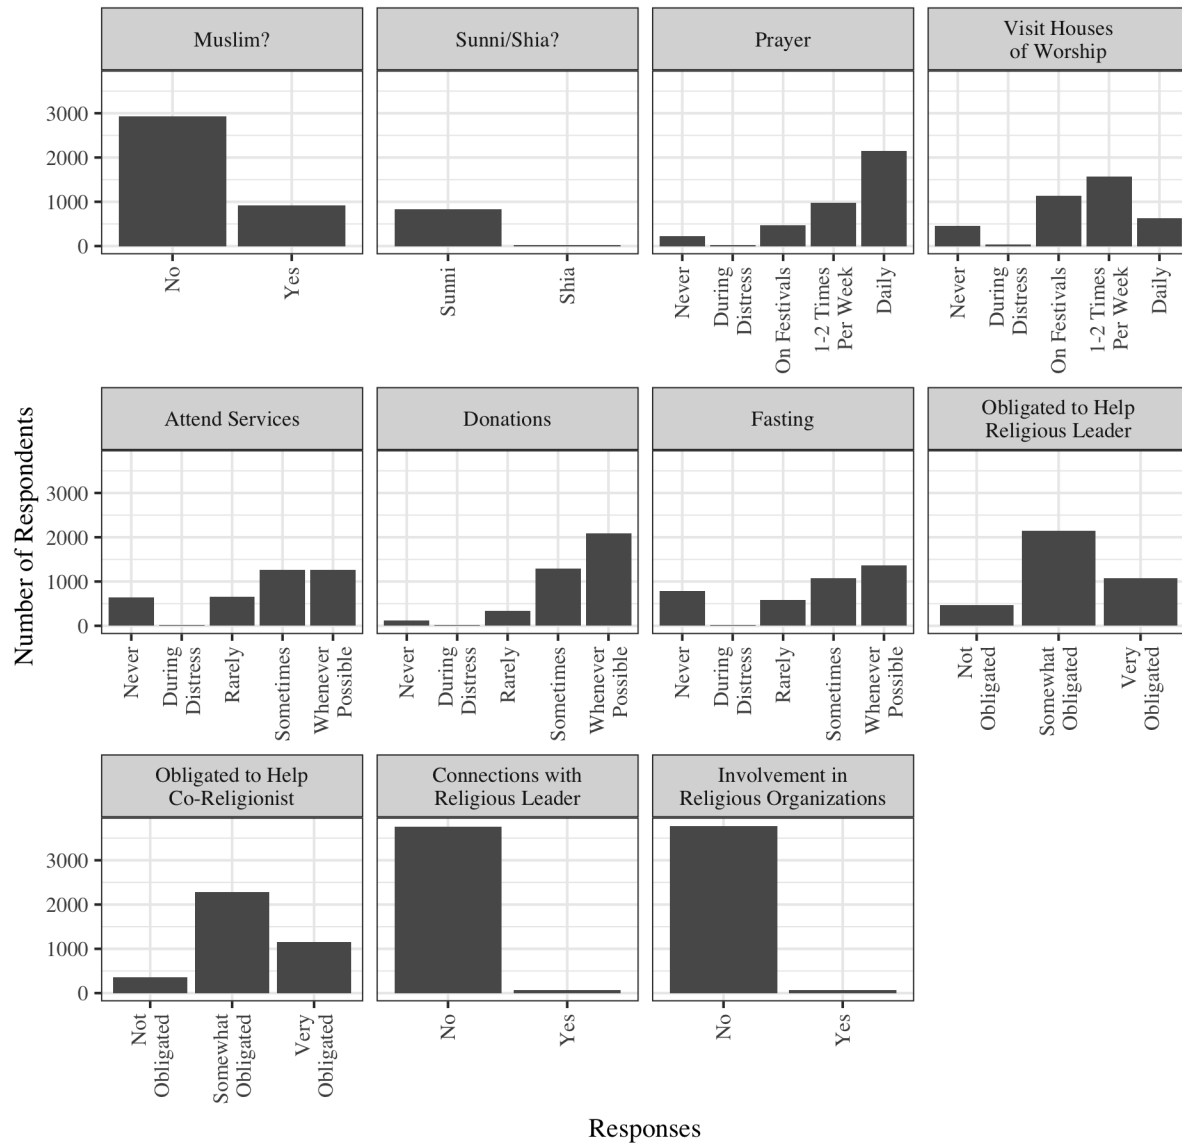 Muslim?
Sunni/Shia?
Prayer
Visit Houses
of Worship
3000
2000
1000
0
No
Yes
Sunni
Shia
Never
During
Distress
On Festivals
1-2 Times
Per Week
Daily
Never
During
Distress
On Festivals
1-2 Times
Per Week
Daily
Number of Respondents
Attend Services
Donations
Fasting
Obligated to Help
Religious Leader
3000
2000
1000
0
Never
During
Distress
Rarely
Sometimes
Whenever
Possible
Never
During
Distress
Rarely
Sometimes
Whenever
Possible
Never
During
Distress
Rarely
Sometimes
Whenever
Possible
Not
Obligated
Somewhat
Obligated
Very
Obligated
Obligated to Help
Co-Religionist
Connections with
Religious Leader
Involvement in
Religious Organizations
3000
2000
1000
0
Not
Obligated
Somewhat
Obligated
Very
Obligated
No
Yes
No
Yes
Responses